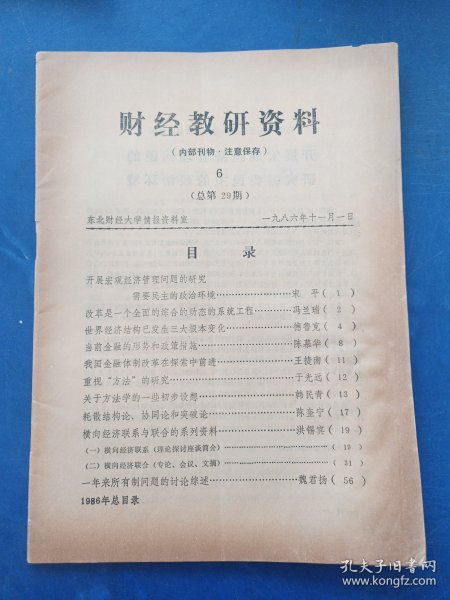 财经教研资料
（内部刊物·注意保存）
6
（总第29期）
东北财经大学情报资料室 一九八六年十一月一日
目 录
开展宏观经济管理问题的研究
需要民主的政治环境……………………宋 平（ 1 ）
改革是一个全面的综合的动态的系统工程…………冯兰瑞（ 2 ）
世界经济结构已发生三大根本变化………………德鲁克（ 4 ）
当前金融的形势和政策措施………………………陈慕华（ 8 ）
我国金融体制改革在探索中前进…………………王捷南（ 11 ）
重视“方法”的研究………………………………于光远（ 12 ）
关于方法学的一些初步设想………………………韩民青（ 13 ）
耗散结构论、协同论和突破论……………………陈奎宁（ 17 ）
横向经济联系与联合的系列资料…………………洪锡宾（ 19 ）
（一）横向经济联系（理论探讨座谈简介）……………………（ 19 ）
（二）横向经济联合（专论、会议、文摘）……………………（ 31 ）
一年来所有制问题的讨论综述……………………魏君扬（ 56 ）
1986年总目录
孔夫子旧书网
www.kongfz.com